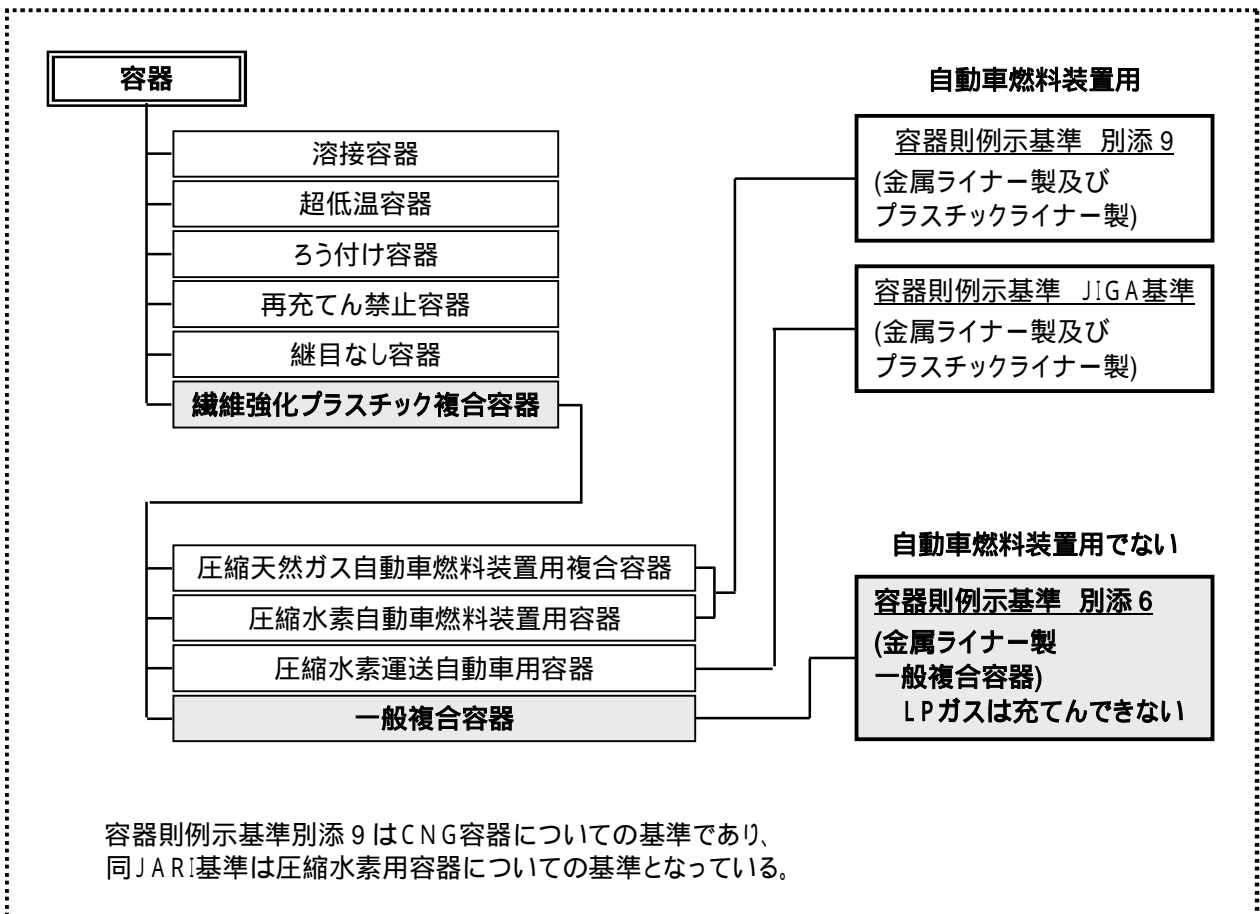 容器
溶接容器
超低温容器
ろう付け容器
再充てん禁止容器
継目なし容器
繊維強化プラスチック複合容器
圧縮天然ガス自動車燃料装置用複合容器
圧縮水素自動車燃料装置用容器
圧縮水素運送自動車用容器
一般複合容器
自動車燃料装置用
容器則例示基準 別添9
(金属ライナー製及び
プラスチックライナー製)
容器則例示基準 JIGA基準
(金属ライナー製及び
プラスチックライナー製)
自動車燃料装置用でない
容器則例示基準 別添6
(金属ライナー製
一般複合容器)
LPガスは充てんできない
容器則例示基準別添9はCNG容器についての基準であり、
同JARI基準は圧縮水素用容器についての基準となっている。